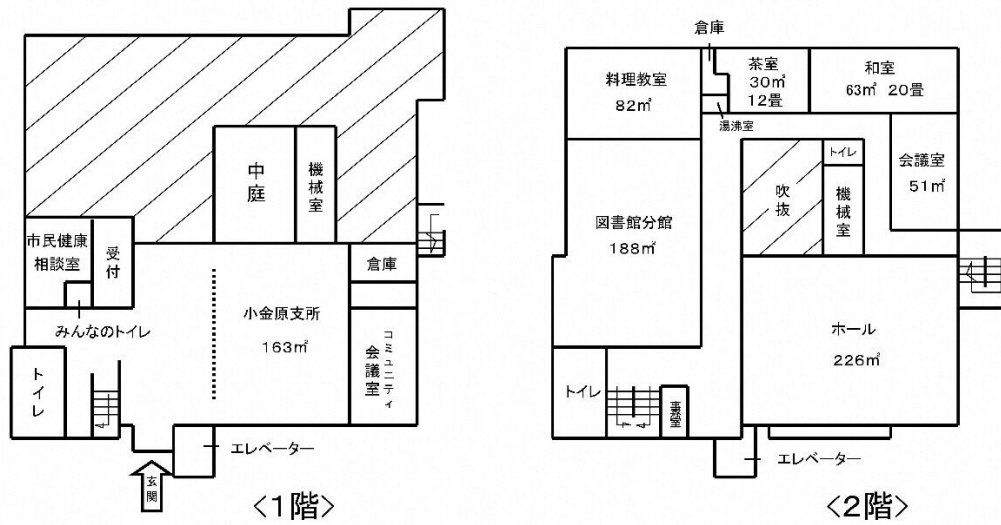 中庭
機械室
市民健康
相談室
受付
倉庫
みんなのトイレ
小金原支所
163㎡
コミュニティ
会議室
トイレ
エレベーター
玄関
<1階>
倉庫
料理教室
82㎡
茶室
30㎡
12畳
和室
63㎡ 20畳
湯沸室
トイレ
会議室
51㎡
吹抜
機械室
図書館分館
188㎡
ホール
226㎡
トイレ
事務室
エレベーター
<2階>